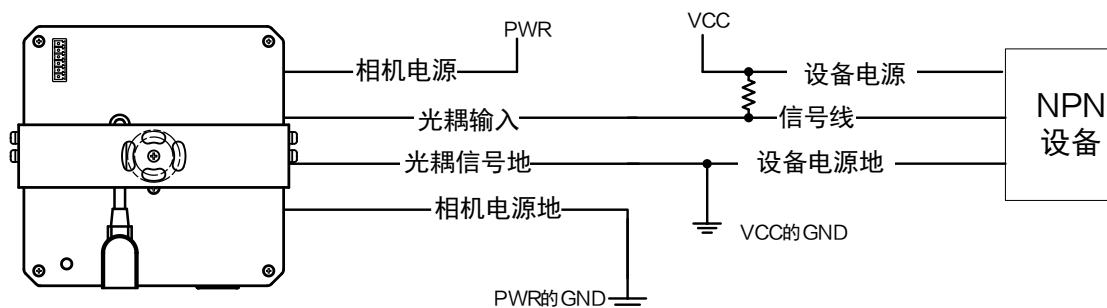 PWR
VCC
相机电源
设备电源
光耦输入
信号线
NPN
设备
光耦信号地
设备电源地
相机电源地
VCC的GND
PWR的GND